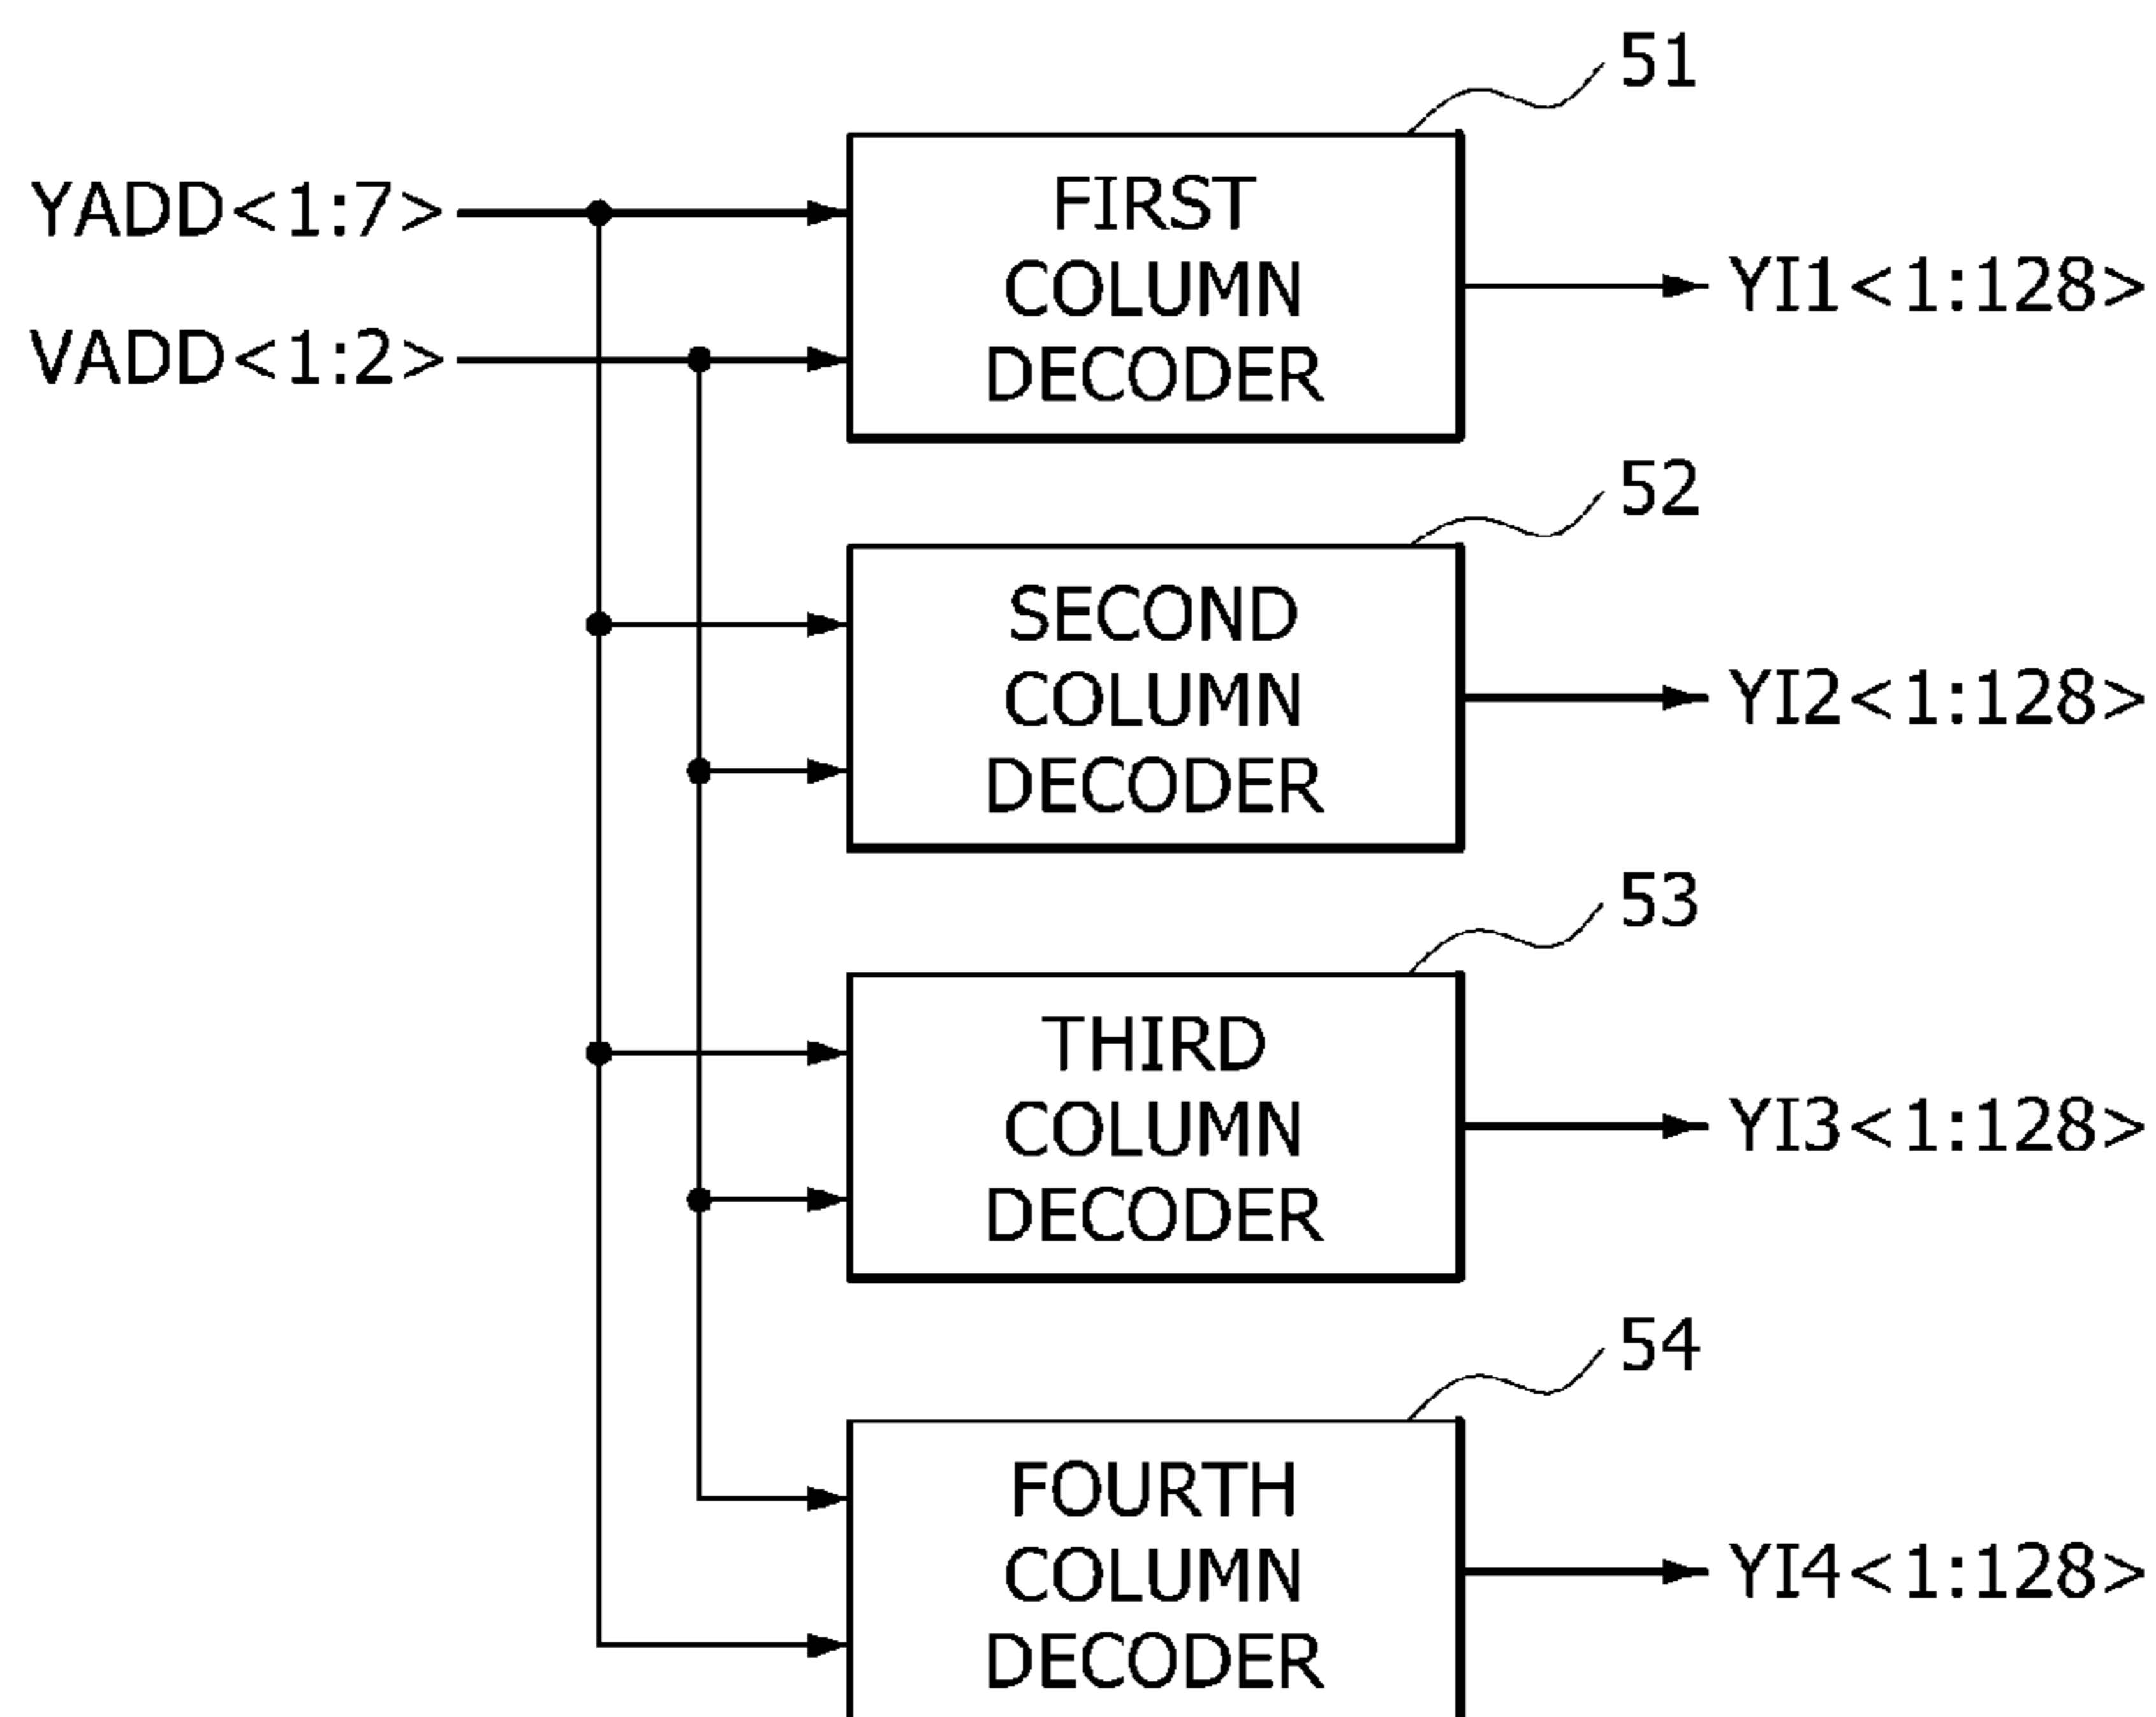 51
YADD<1:7>
VADD<1:2>
FIRST
COLUMN
DECODER
YI1<1:128>
52
SECOND
COLUMN
DECODER
YI2<1:128>
53
THIRD
COLUMN
DECODER
YI3<1:128>
54
FOURTH
COLUMN
DECODER
YI4<1:128>